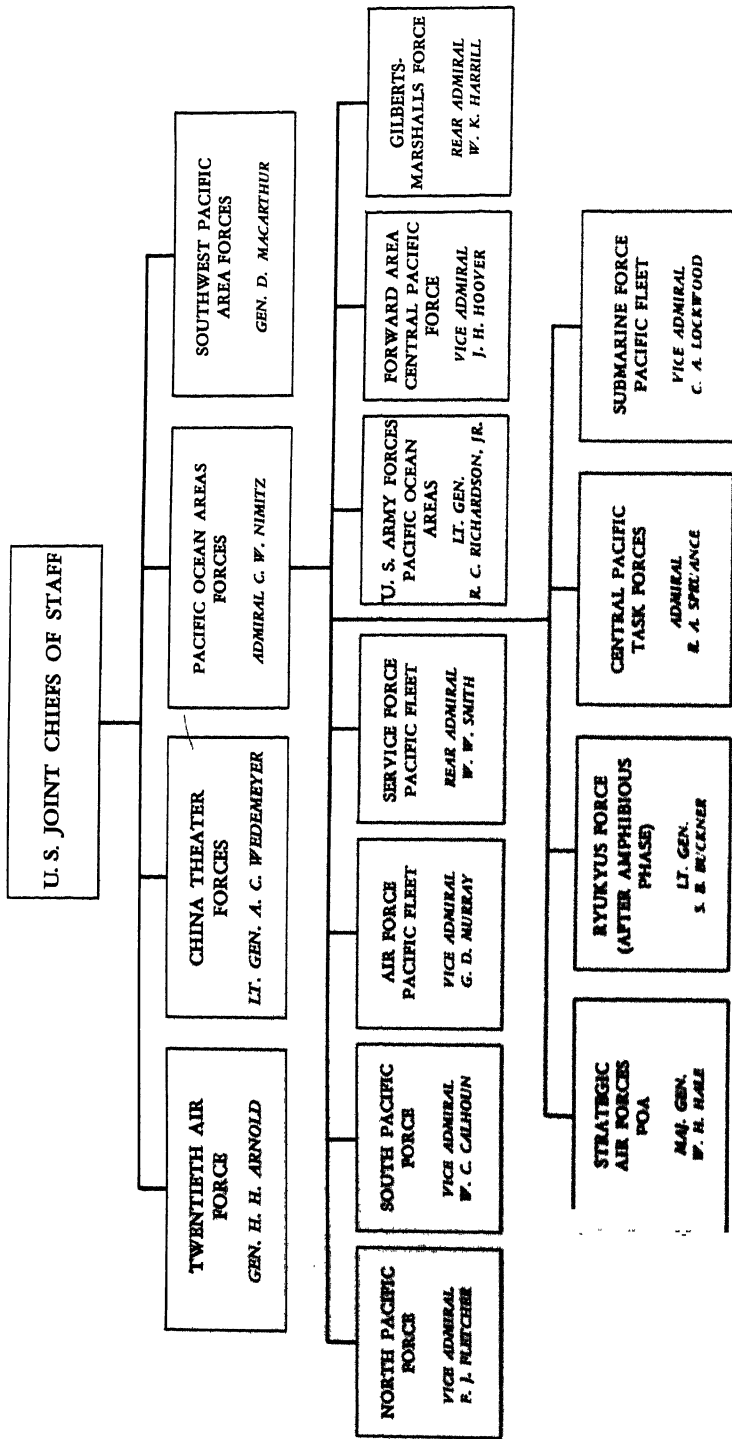 U. S. JOINT CHIEFS OF STAFF
TWENTIETH AIR
FORCE
GEN. H. H. ARNOLD
CHINA THEATER
FORCES
LT. GEN. A. C. WEDEMEYER
PACIFIC OCEAN AREAS
FORCES
ADMIRAL C. W. NIMITZ
SOUTHWEST PACIFIC
AREA FORCES
GEN. D. MACARTHUR
NORTH PACIFIC
FORCE
VICE ADMIRAL
F. J. FLETCHER
SOUTH PACIFIC
FORCE
VICE ADMIRAL
W. C. CALHOUN
AIR FORCE
PACIFIC FLEET
VICE ADMIRAL
G. D. MURRAY
SERVICE FORCE
PACIFIC FLEET
REAR ADMIRAL
W. W. SMITH
U. S. ARMY FORCES
PACIFIC OCEAN
AREAS
LT. GEN.
R. C. RICHARDSON, JR.
FORWARD AREA
CENTRAL PACIFIC
FORCE
VICE ADMIRAL
J. H. HOOVER
GILBERTS-
MARSHALLS FORCE
REAR ADMIRAL
W. K. HARRILL
STRATEGIC
AIR FORCES
POA
MAJ. GEN.
W. H. HALE
RYUKYUS FORCE
(AFTER AMPHIBIOUS
PHASE)
LT. GEN.
S. B. BUCKNER
CENTRAL PACIFIC
TASK FORCES
ADMIRAL
R. A. SPRUANCE
SUBMARINE FORCE
PACIFIC FLEET
VICE ADMIRAL
C. A. LOCKWOOD